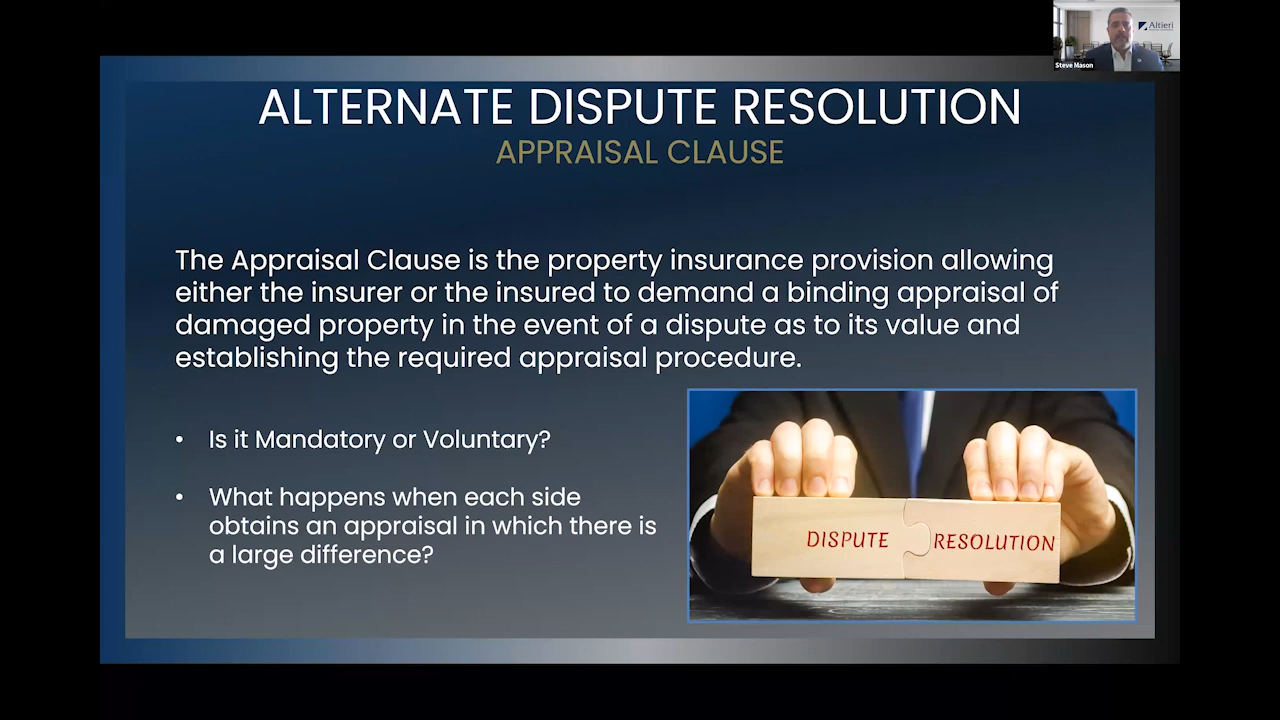 Altieri
Steve Mason
ALTERNATE DISPUTE RESOLUTION
APPRAISAL CLAUSE
The Appraisal Clause is the property insurance provision allowing
either the insurer or the insured to demand a binding appraisal of
damaged property in the event of a dispute as to its value and
establishing the required appraisal procedure.
• Is it Mandatory or Voluntary?
• What happens when each side
obtains an appraisal in which there is
a large difference?
DISPUTE RESOLUTION